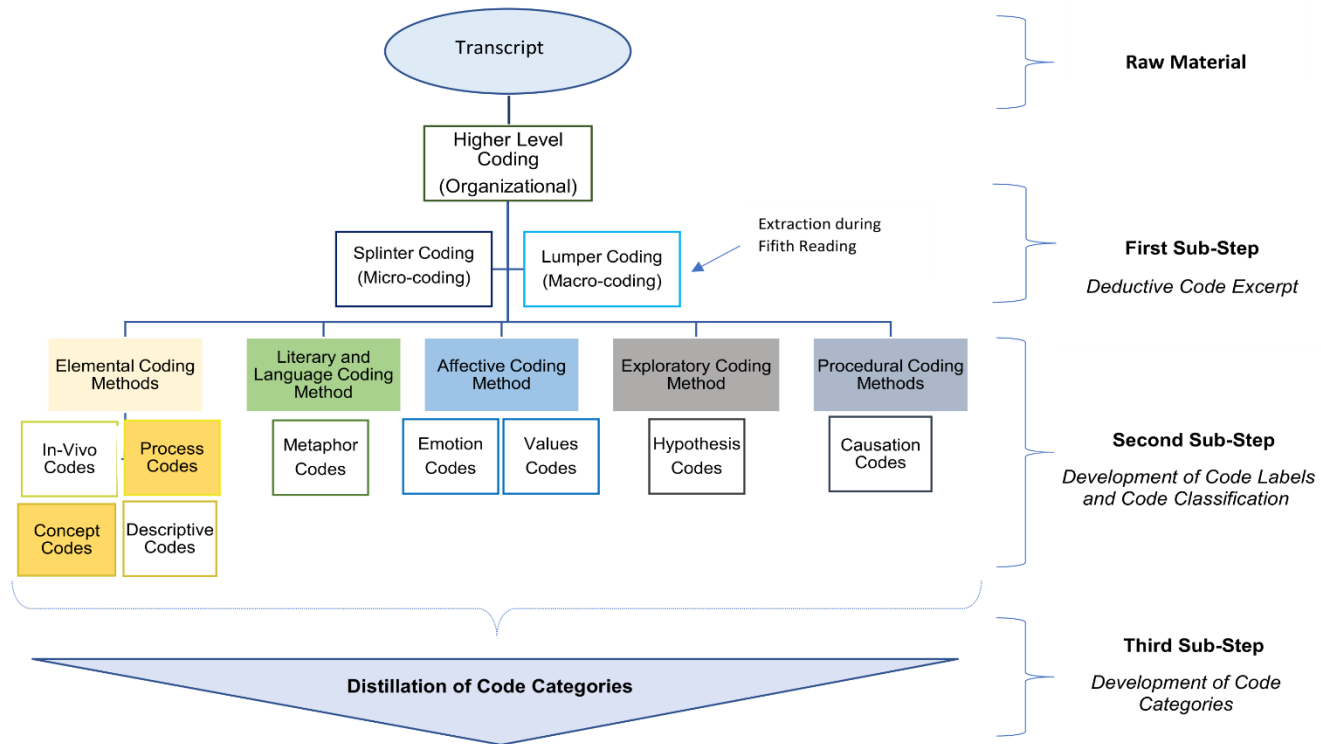 Transcript
Raw Material
Higher Level
Coding
(Organizational)
Splinter Coding
(Micro-coding)
Lumper Coding
(Macro-coding)
Extraction during
Fifith Reading
First Sub-Step
Deductive Code Excerpt
Elemental Coding
Methods
Literary and
Language Coding
Method
Affective Coding
Method
Exploratory Coding
Method
Procedural Coding
Methods
In-Vivo
Codes
Process
Codes
Concept
Codes
Descriptive
Codes
Metaphor
Codes
Emotion
Codes
Values
Codes
Hypothesis
Codes
Causation
Codes
Second Sub-Step
Development of Code Labels
and Code Classification
Distillation of Code Categories
Third Sub-Step
Development of Code
Categories